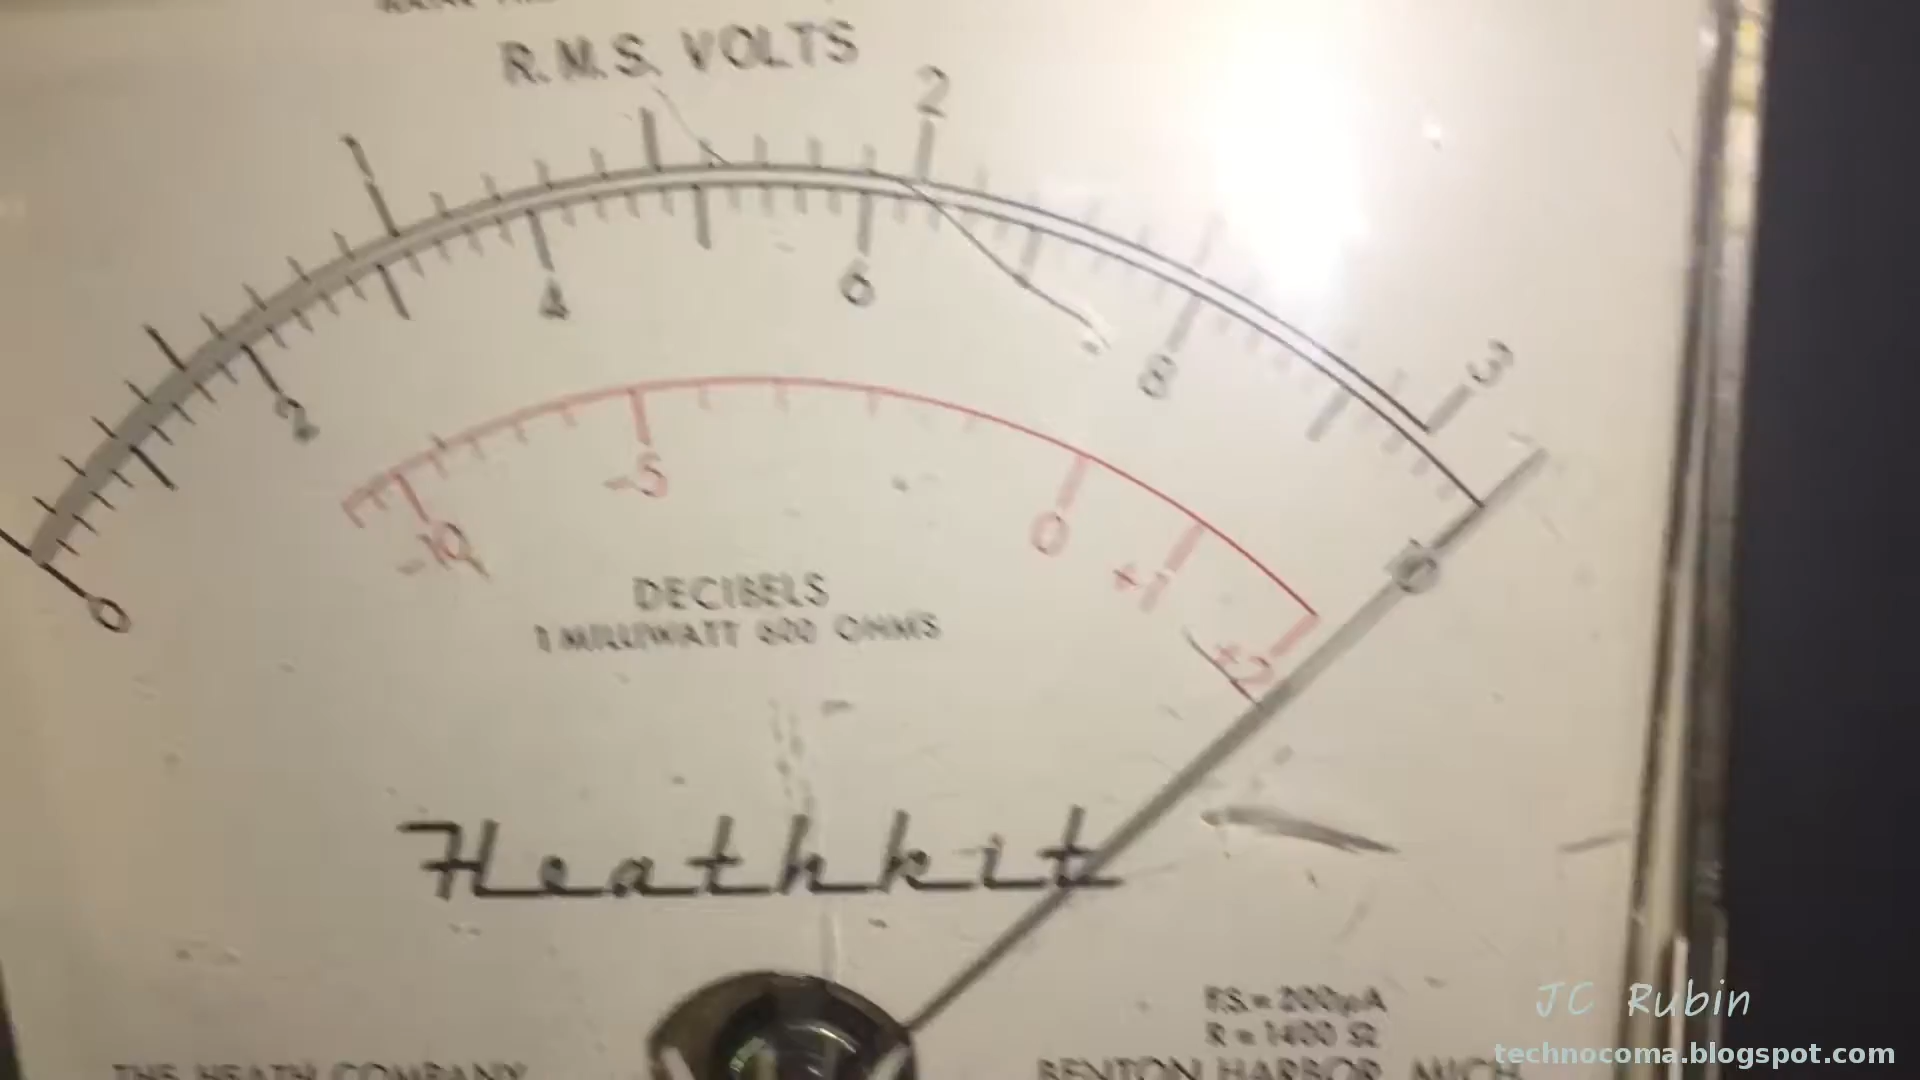 R.M.S. VOLTS
1 2 3
0 2 4 6 8
-10 -5 0 +1 +2
DECIBELS
1 MILLIWATT 600 OHMS
Heathkit
F.S. = 200µA
R = 1400 Ω
THE HEATH COMPANY
BENTON HARBOR, MICH.
JC Rubin
technocoma.blogspot.com